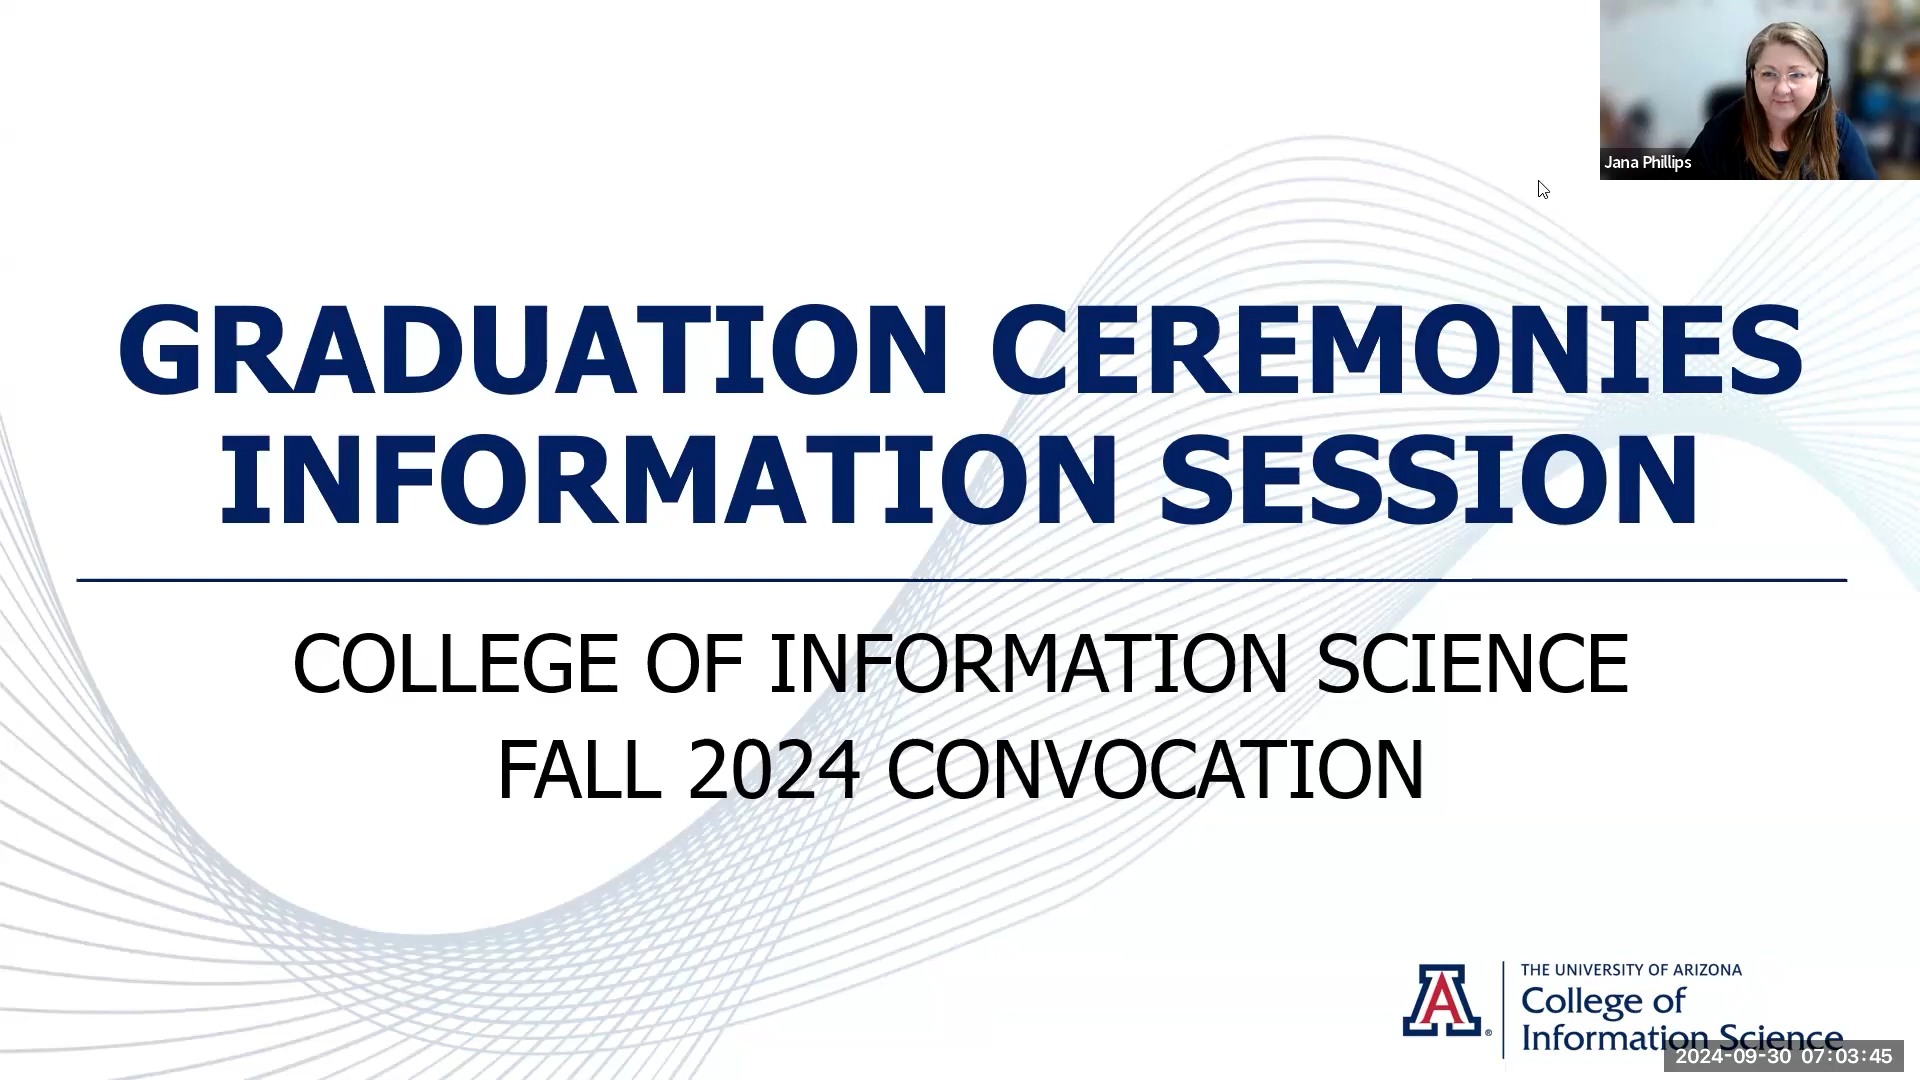 Jana Phillips
GRADUATION CEREMONIES
INFORMATION SESSION
COLLEGE OF INFORMATION SCIENCE
FALL 2024 CONVOCATION
A
THE UNIVERSITY OF ARIZONA
College of
Information Science
2024-09-30 07:03:45